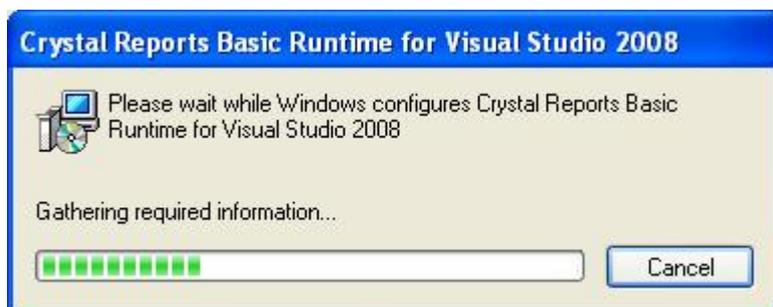 Crystal Reports Basic Runtime for Visual Studio 2008
Please wait while Windows configures Crystal Reports Basic
Runtime for Visual Studio 2008
Gathering required information...
Cancel